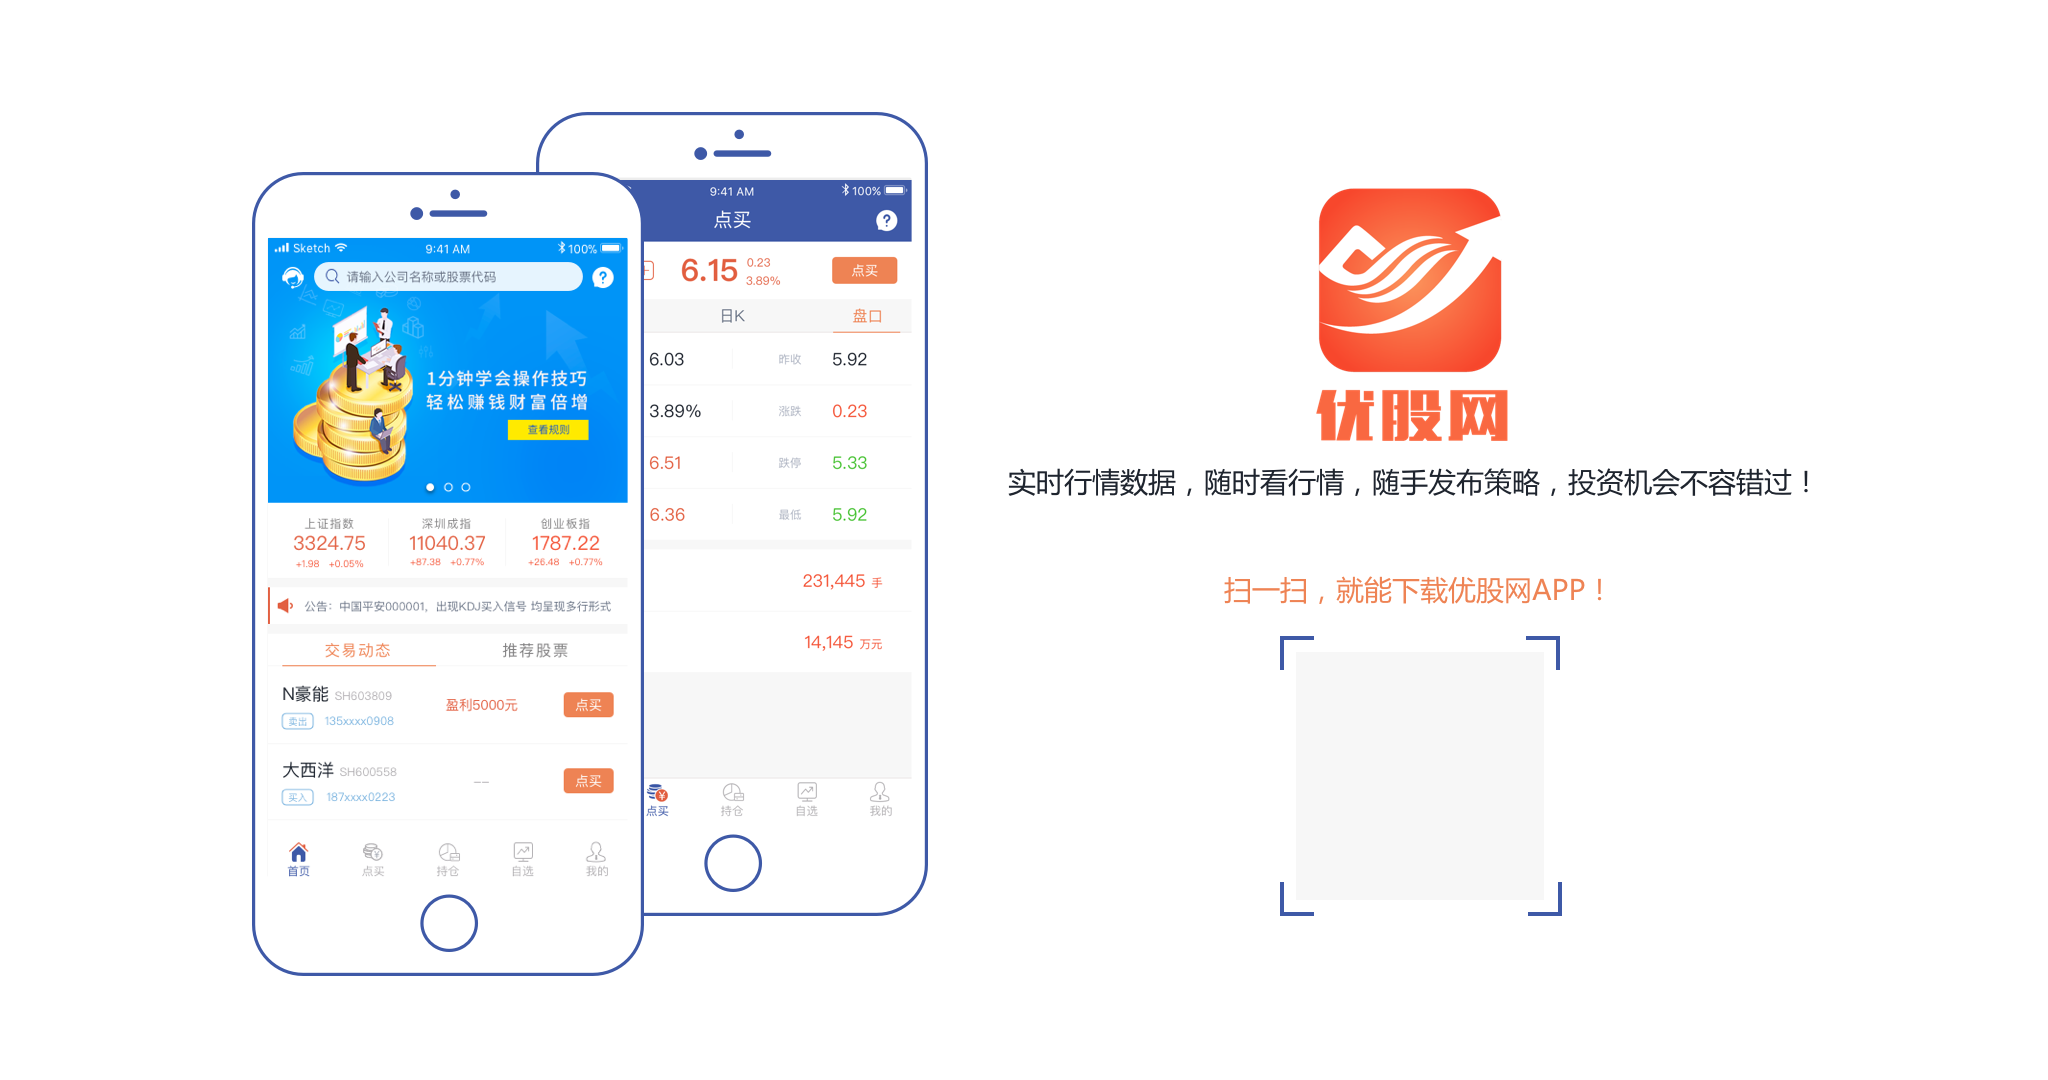 Sketch
9:41 AM
100%
请输入公司名称或股票代码
?
1分钟学会操作技巧
轻松赚钱财富倍增
查看规则
上证指数 深圳成指 创业板指
3324.75 11040.37 1787.22
+1.98 +0.05% +87.38 +0.77% +26.48 +0.77%
公告：中国平安000001，出现KDJ买入信号 均呈现多行形式
交易动态 推荐股票
N豪能 SH603809
盈利5000元
点买
卖出 135xxxx0908
大西洋 SH600558
--
点买
买入 187xxxx0223
首页 点买 持仓 自选 我的
9:41 AM
100%
点买
?
6.15
0.23
3.89%
点买
日K 盘口
6.03 昨收 5.92
3.89% 涨跌 0.23
6.51 跌停 5.33
6.36 最低 5.92
231,445 手
14,145 万元
点买 持仓 自选 我的
优股网
实时行情数据，随时看行情，随手发布策略，投资机会不容错过！
扫一扫，就能下载优股网APP！